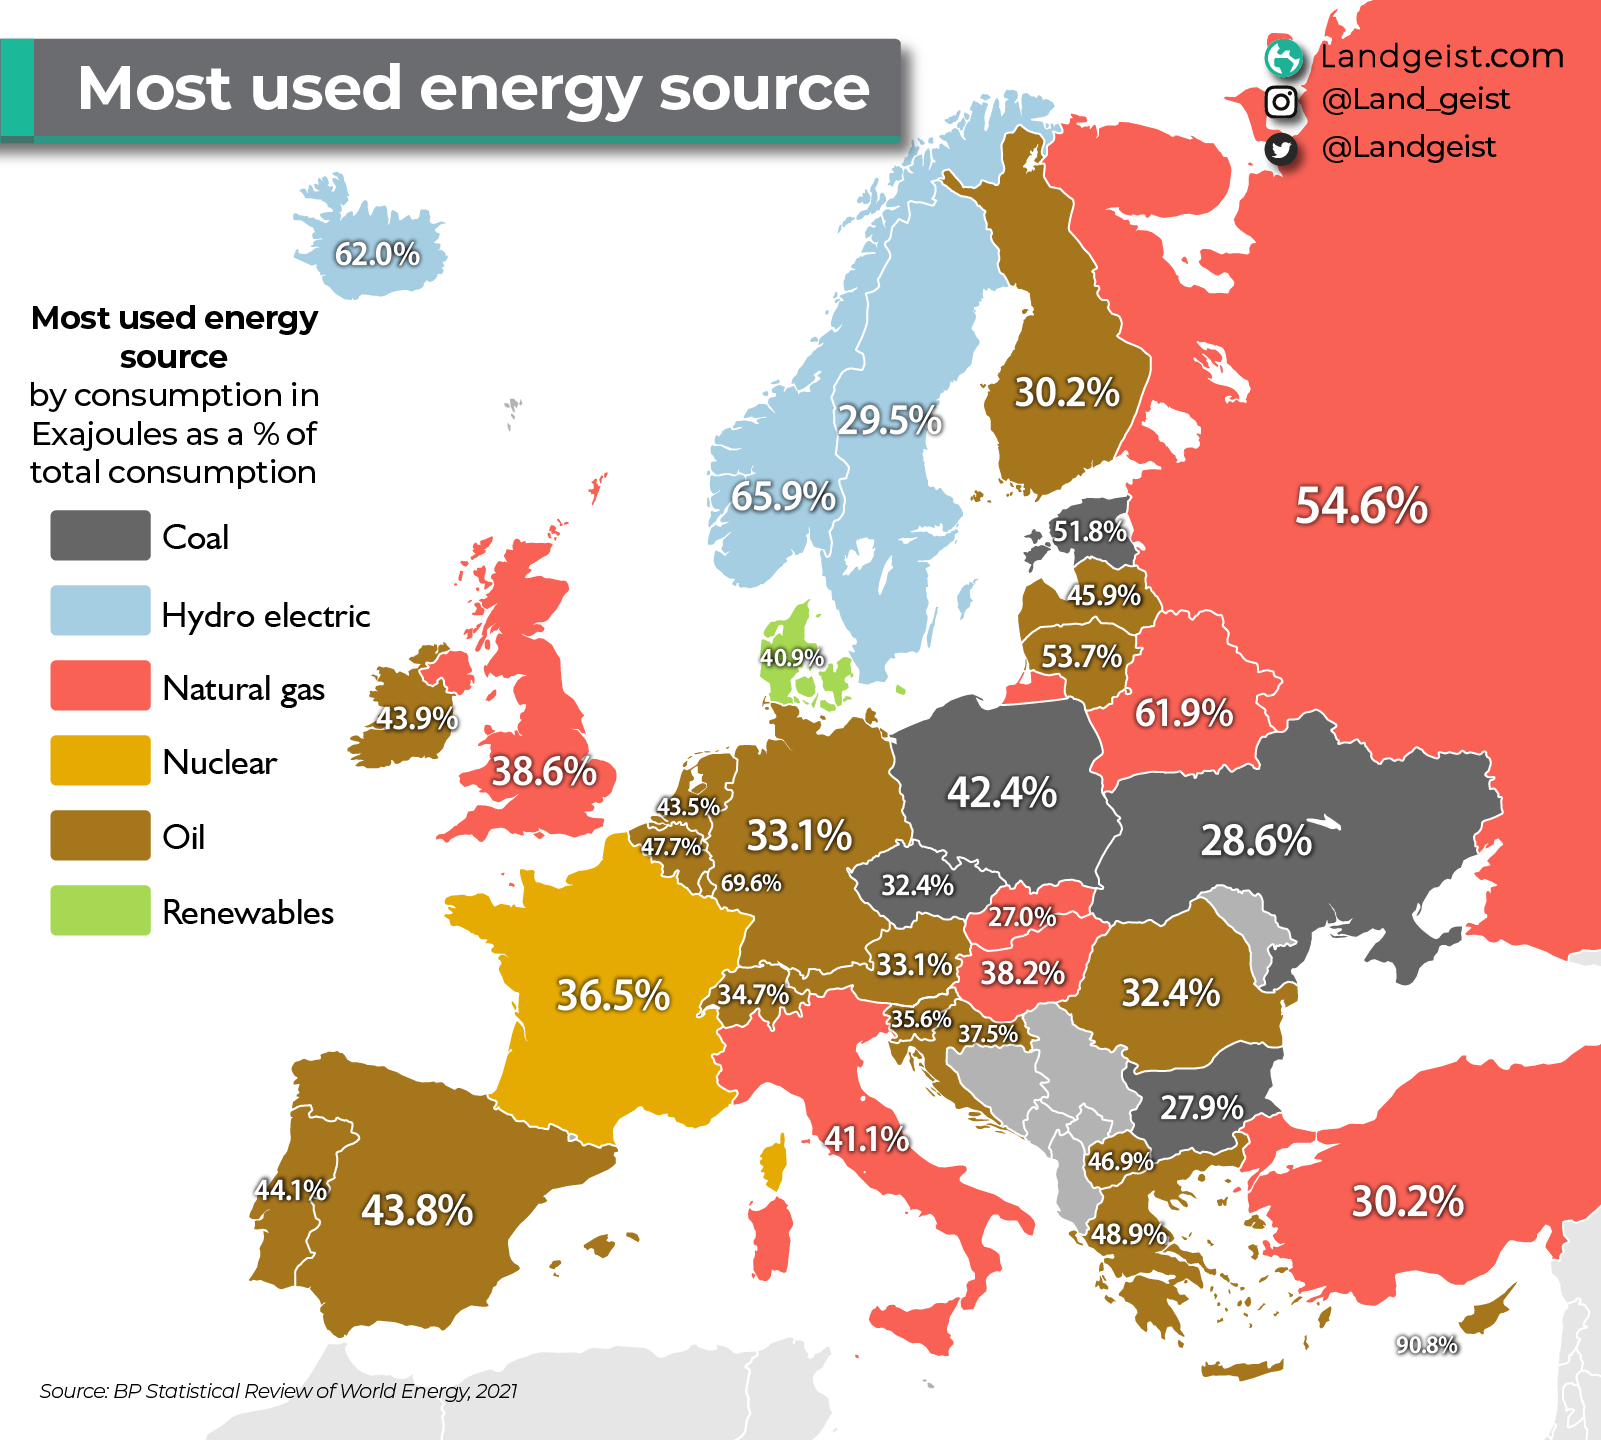 Most used energy source
Landgeist.com
@Land_geist
@Landgeist
62.0%
Most used energy
source
by consumption in
Exajoules as a % of
total consumption
Coal
Hydro electric
Natural gas
Nuclear
Oil
Renewables
30.2%
29.5%
65.9%
54.6%
51.8%
45.9%
40.9%
53.7%
43.9%
61.9%
38.6%
42.4%
43.5%
33.1%
47.7%
28.6%
69.6%
32.4%
27.0%
33.1%
38.2%
36.5%
34.7%
32.4%
35.6%
37.5%
27.9%
41.1%
46.9%
44.1%
43.8%
30.2%
48.9%
90.8%
Source: BP Statistical Review of World Energy, 2021